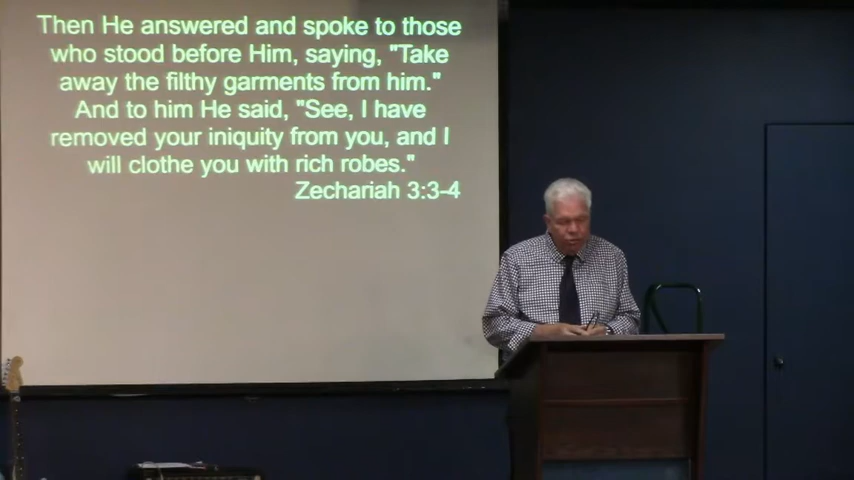 Then He answered and spoke to those
who stood before Him, saying, "Take
away the filthy garments from him."
And to him He said, "See, I have
removed your iniquity from you, and I
will clothe you with rich robes."
Zechariah 3:3-4